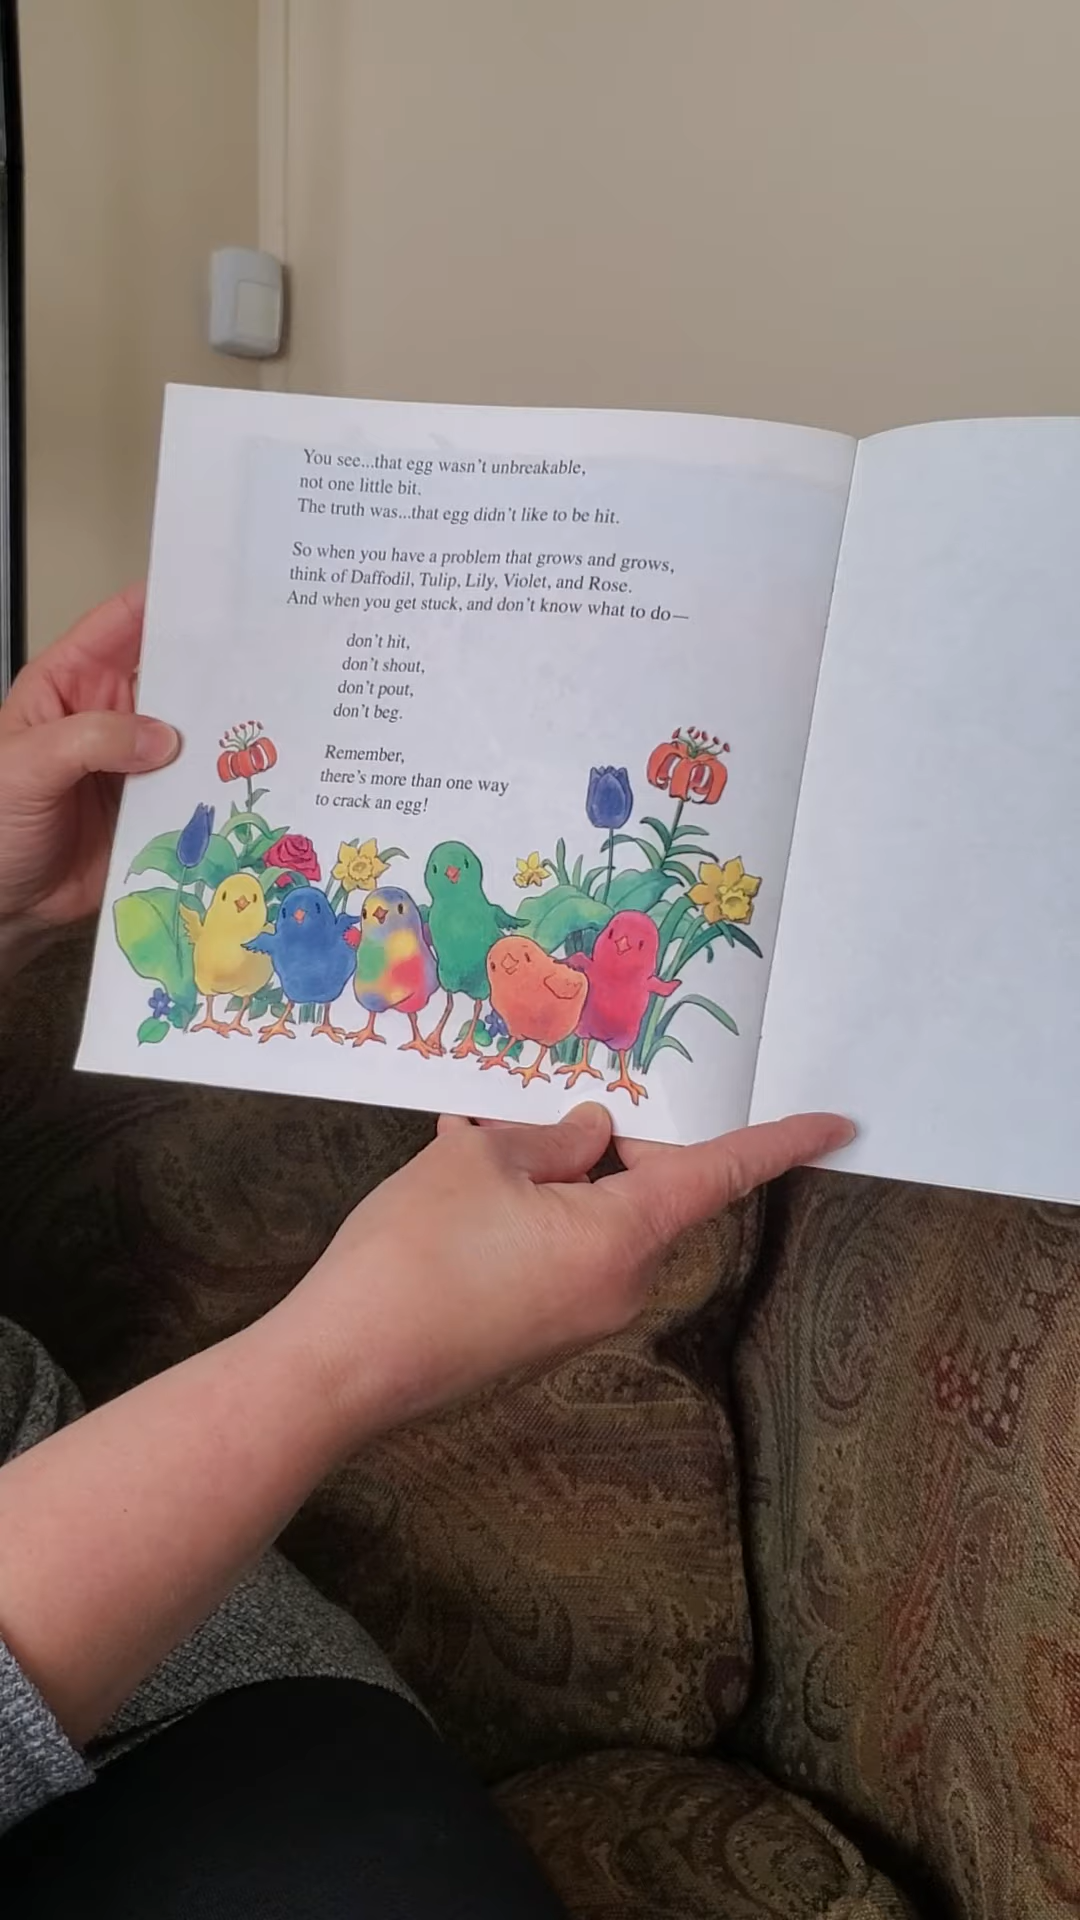 You see...that egg wasn't unbreakable,
not one little bit.
The truth was...that egg didn't like to be hit.
So when you have a problem that grows and grows,
think of Daffodil, Tulip, Lily, Violet, and Rose.
And when you get stuck, and don't know what to do—
don't hit,
don't shout,
don't pout,
don't beg.
Remember,
there's more than one way
to crack an egg!